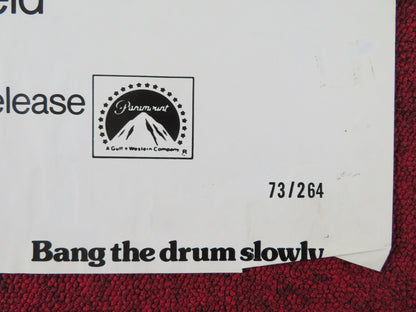 eld
elease
Paramount
A Gulf + Western Company
R
73/264
Bang the drum slowly